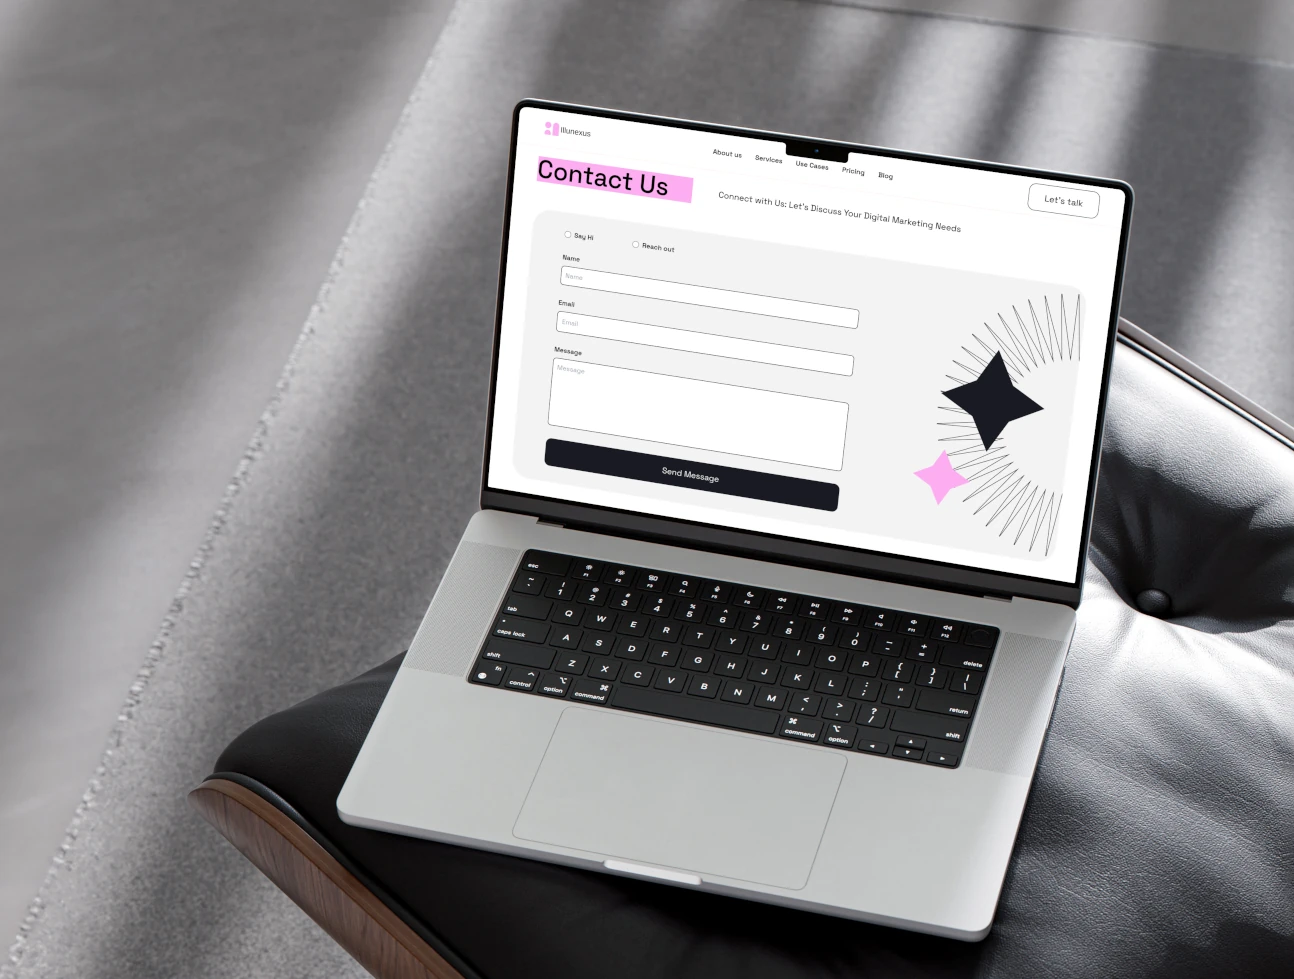 Illunexus
About us Services Use Cases Pricing Blog
Let's talk
Contact Us
Connect with Us: Let's Discuss Your Digital Marketing Needs
Say Hi Reach out
Name
Name
Email
Email
Message
Message
Send Message
esc F1 F2 F3 F4 F5 F6 F7 F8 F9 F10 F11 F12
~ ! @ # $ % ^ & * ( ) _ +
1 2 3 4 5 6 7 8 9 0 - = delete
tab Q W E R T Y U I O P { [ } ] | \
caps lock A S D F G H J K L : ; " ' return
shift Z X C V B N M < , > . ? / shift
fn control option command command option